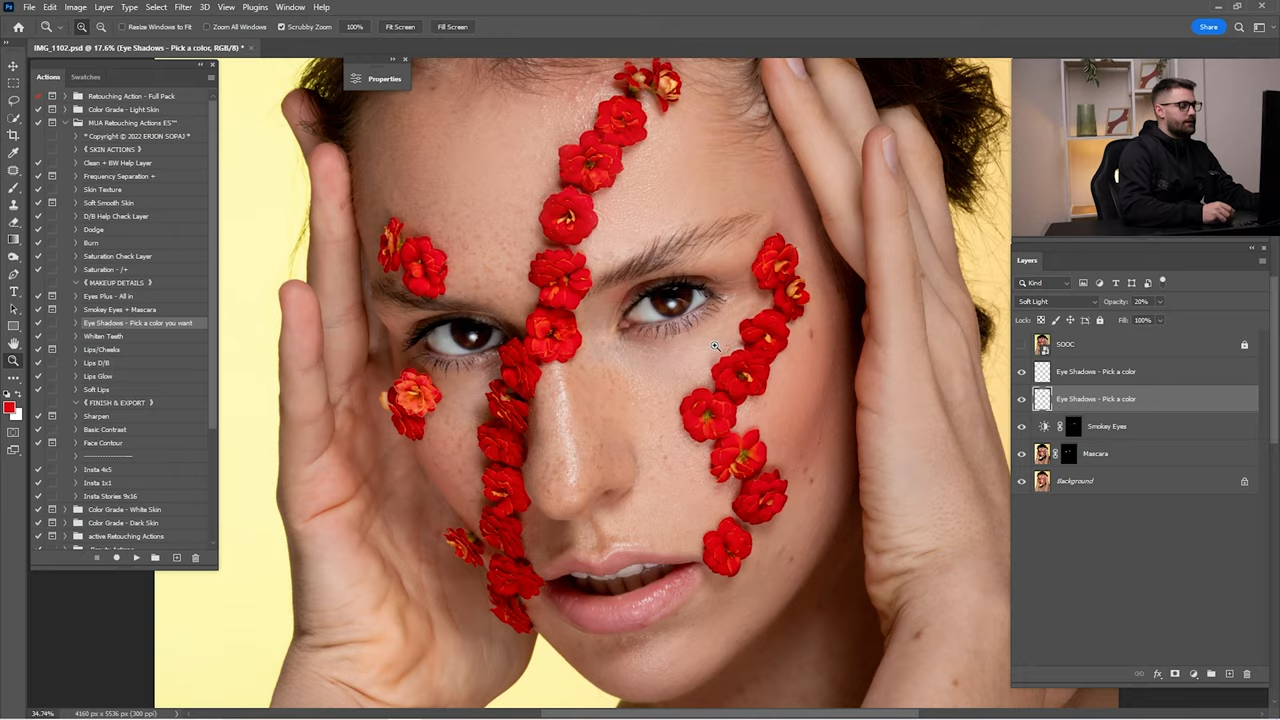 Ps File Edit Image Layer Type Select Filter 3D View Plugins Window Help
Resize Windows to Fit Zoom All Windows Scrubby Zoom 100% Fit Screen Fill Screen Share
IMG_1102.psd @ 17.6% (Eye Shadows - Pick a color, RGB/8) *
Actions Swatches
Retouching Action - Full Pack
Color Grade - Light Skin
MUA Retouching Actions ES™
* Copyright © 2022 ERJON SOPAJ *
《 SKIN ACTIONS 》
Clean + BW Help Layer
Frequency Separation +
Skin Texture
Soft Smooth Skin
D/B Help Check Layer
Dodge
Burn
Saturation Check Layer
Saturation - /+
《 MAKEUP DETAILS 》
Eyes Plus - All in
Smokey Eyes + Mascara
Eye Shadows - Pick a color you want
Whiten Teeth
Lips/Cheeks
Lips D/B
Lips Glow
Soft Lips
《 FINISH & EXPORT 》
Sharpen
Basic Contrast
Face Contour
--------------------
Insta 4x5
Insta 1x1
Insta Stories 9x16
Color Grade - White Skin
Color Grade - Dark Skin
active Retouching Actions
Properties
Layers
Kind
Soft Light Opacity: 20%
Lock: Fill: 100%
SOOC
Eye Shadows - Pick a color
Eye Shadows - Pick a color
Smokey Eyes
Mascara
Background
34.74% 4160 px x 5536 px (300 ppi)